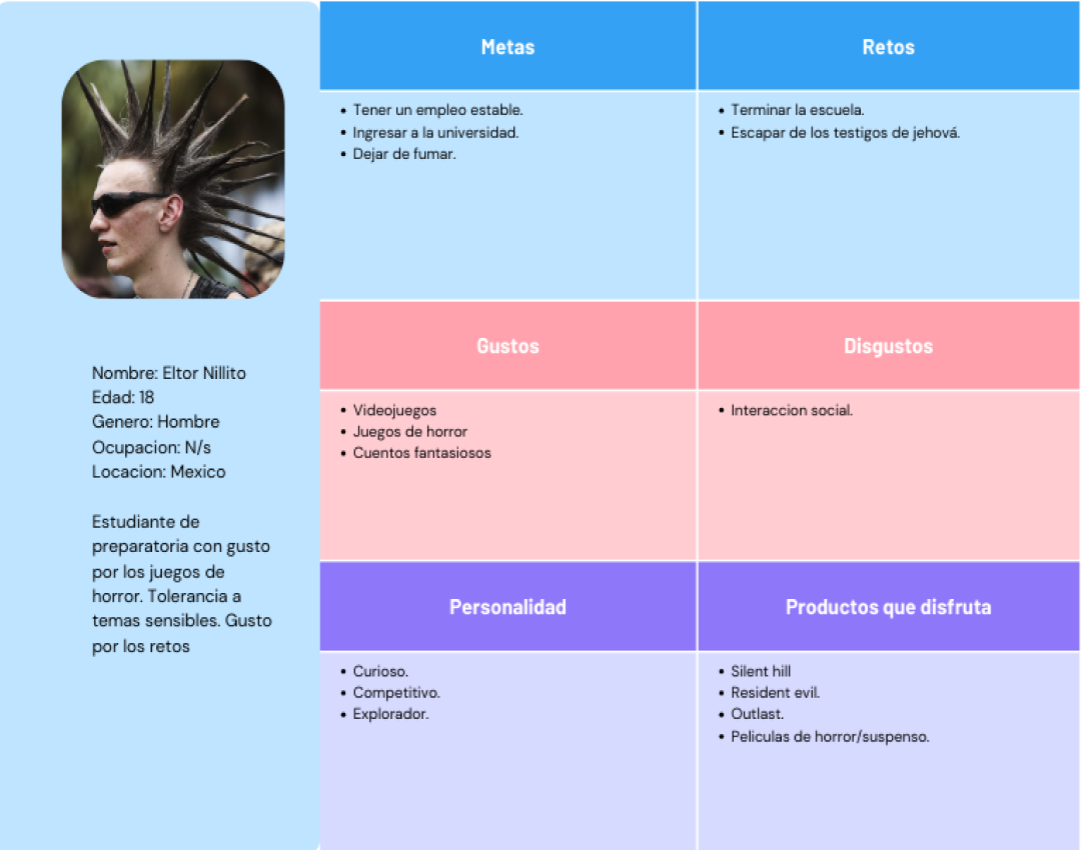 Nombre: Eltor Nillito
Edad: 18
Genero: Hombre
Ocupacion: N/s
Locacion: Mexico
Estudiante de
preparatoria con gusto
por los juegos de
horror. Tolerancia a
temas sensibles. Gusto
por los retos
Metas
• Tener un empleo estable.
• Ingresar a la universidad.
• Dejar de fumar.
Retos
• Terminar la escuela.
• Escapar de los testigos de jehová.
Gustos
• Videojuegos
• Juegos de horror
• Cuentos fantasiosos
Disgustos
• Interaccion social.
Personalidad
• Curioso.
• Competitivo.
• Explorador.
Productos que disfruta
• Silent hill
• Resident evil.
• Outlast.
• Peliculas de horror/suspenso.